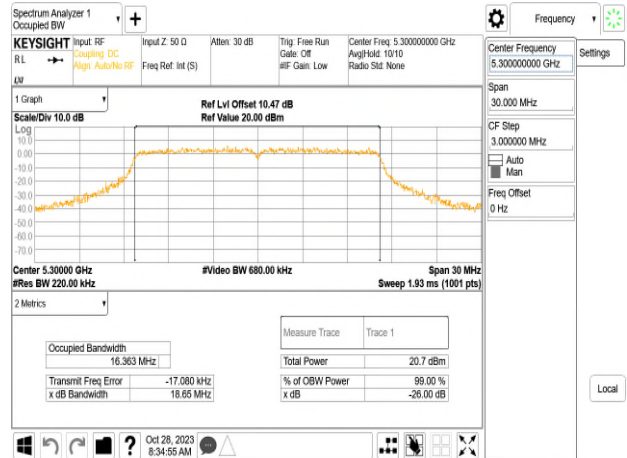 Spectrum Analyzer 1
Occupied BW
Frequency
KEYSIGHT
Input: RF
Coupling: DC
Align: Auto/No RF
Input Z: 50 Ω
Freq Ref: Int (S)
Atten: 30 dB
Trig: Free Run
Gate: Off
#IF Gain: Low
Center Freq: 5.300000000 GHz
Avg|Hold: 10/10
Radio Std: None
RL
LXI
Center Frequency
5.300000000 GHz
Settings
Span
30.000 MHz
CF Step
3.000000 MHz
Auto
Man
Freq Offset
0 Hz
Local
1 Graph
Scale/Div 10.0 dB
Ref Lvl Offset 10.47 dB
Ref Value 20.00 dBm
Log
10.0
0.00
-10.0
-20.0
-30.0
-40.0
-50.0
-60.0
-70.0
Center 5.30000 GHz
#Res BW 220.00 kHz
#Video BW 680.00 kHz
Span 30 MHz
Sweep 1.93 ms (1001 pts)
2 Metrics
Measure Trace
Trace 1
Occupied Bandwidth
16.363 MHz
Total Power
20.7 dBm
Transmit Freq Error
-17.080 kHz
% of OBW Power
99.00 %
x dB Bandwidth
18.65 MHz
x dB
-26.00 dB
?
Oct 28, 2023
8:34:55 AM